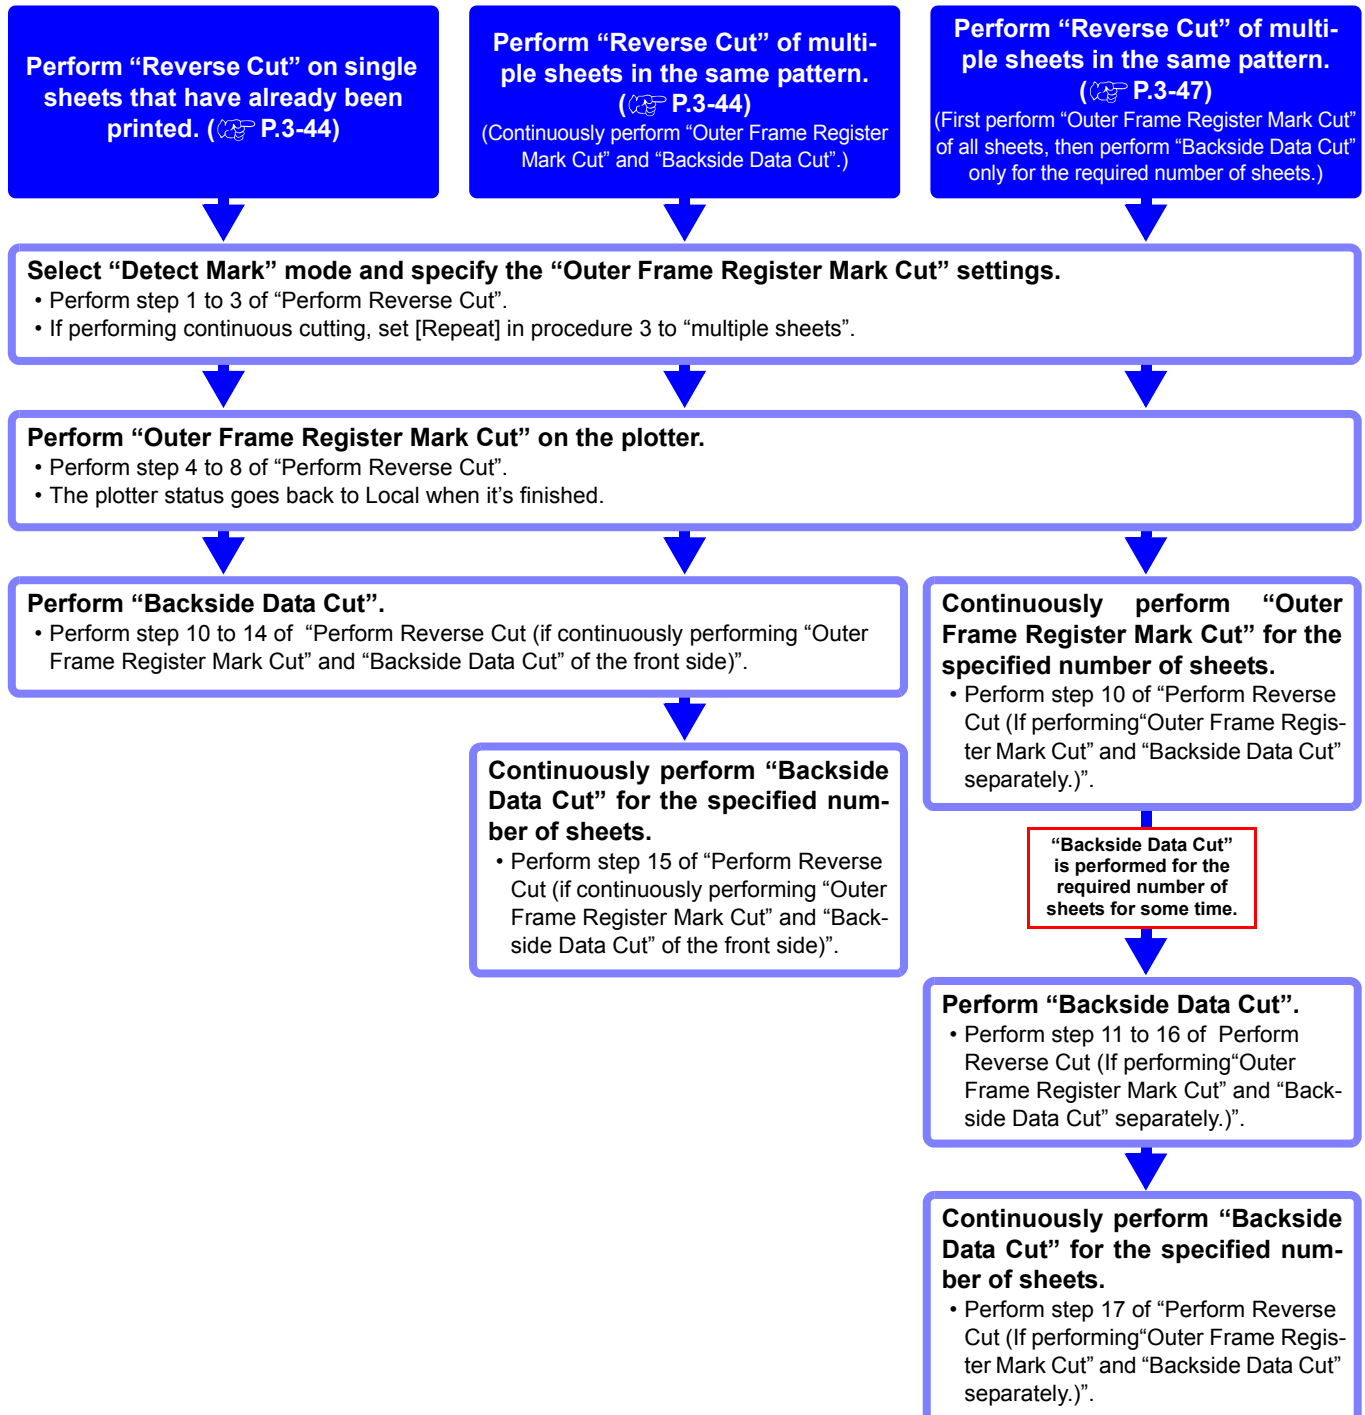 Perform “Reverse Cut” on single
sheets that have already been
printed. (☞ P.3-44)
Perform “Reverse Cut” of multi-
ple sheets in the same pattern.
(☞ P.3-44)
(Continuously perform “Outer Frame Register
Mark Cut” and “Backside Data Cut”.)
Perform “Reverse Cut” of multi-
ple sheets in the same pattern.
(☞ P.3-47)
(First perform “Outer Frame Register Mark Cut”
of all sheets, then perform “Backside Data Cut”
only for the required number of sheets.)
Select “Detect Mark” mode and specify the “Outer Frame Register Mark Cut” settings.
• Perform step 1 to 3 of “Perform Reverse Cut”.
• If performing continuous cutting, set [Repeat] in procedure 3 to “multiple sheets”.
Perform “Outer Frame Register Mark Cut” on the plotter.
• Perform step 4 to 8 of “Perform Reverse Cut”.
• The plotter status goes back to Local when it’s finished.
Perform “Backside Data Cut”.
• Perform step 10 to 14 of “Perform Reverse Cut (if continuously performing “Outer
Frame Register Mark Cut” and “Backside Data Cut” of the front side)”.
Continuously perform “Backside
Data Cut” for the specified num-
ber of sheets.
• Perform step 15 of “Perform Reverse
Cut (if continuously performing “Outer
Frame Register Mark Cut” and “Back-
side Data Cut” of the front side)”.
Continuously perform “Outer
Frame Register Mark Cut” for the
specified number of sheets.
• Perform step 10 of “Perform Reverse
Cut (If performing“Outer Frame Regis-
ter Mark Cut” and “Backside Data Cut”
separately.)”.
“Backside Data Cut”
is performed for the
required number of
sheets for some time.
Perform “Backside Data Cut”.
• Perform step 11 to 16 of Perform
Reverse Cut (If performing“Outer
Frame Register Mark Cut” and “Back-
side Data Cut” separately.)”.
Continuously perform “Backside
Data Cut” for the specified num-
ber of sheets.
• Perform step 17 of “Perform Reverse
Cut (If performing“Outer Frame Regis-
ter Mark Cut” and “Backside Data Cut”
separately.)”.